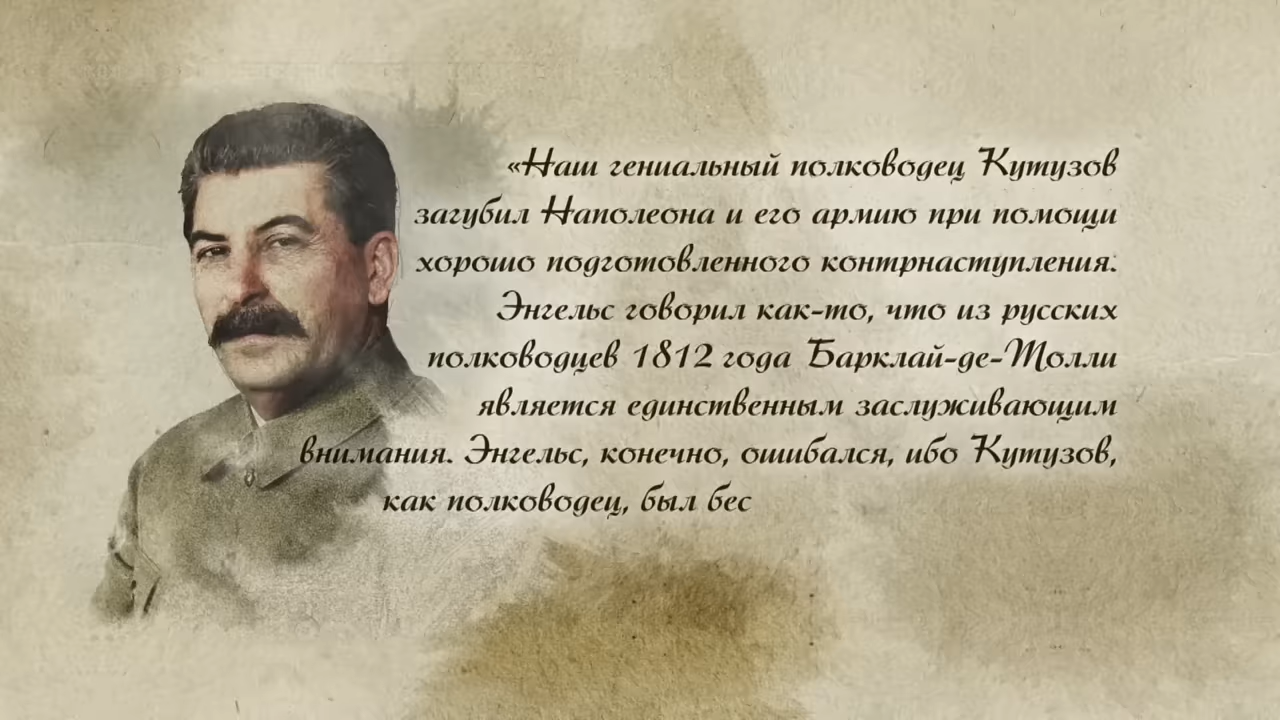 «Наш гениальный полководец Кутузов
загубил Наполеона и его армию при помощи
хорошо подготовленного контрнаступления.
Энгельс говорил как-то, что из русских
полководцев 1812 года Барклай-де-Толли
является единственным заслуживающим
внимания. Энгельс, конечно, ошибался, ибо Кутузов,
как полководец, был бес